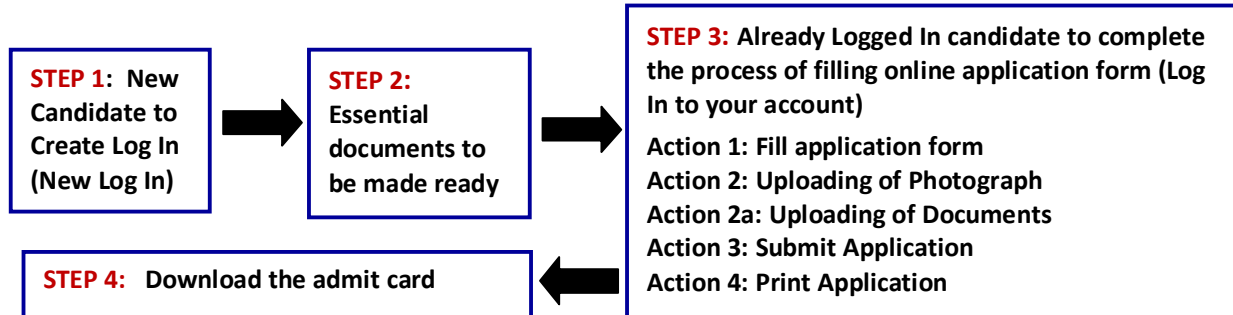 STEP 1: New
Candidate to
Create Log In
(New Log In)
STEP 2:
Essential
documents to
be made ready
STEP 3: Already Logged In candidate to complete
the process of filling online application form (Log
In to your account)
Action 1: Fill application form
Action 2: Uploading of Photograph
Action 2a: Uploading of Documents
Action 3: Submit Application
Action 4: Print Application
STEP 4: Download the admit card